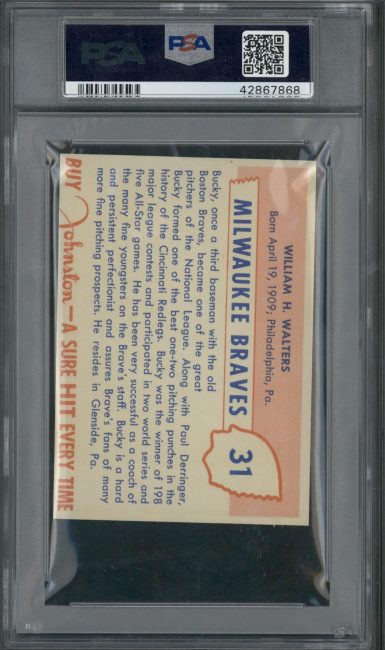 PSA
PSA
42867868
WILLIAM H. WALTERS
Born April 19, 1909, Philadelphia, Pa.
MILWAUKEE BRAVES 31
Bucky, once a third baseman with the old
Boston Braves, became one of the great
pitchers of the National League. Along with Paul Derringer,
Bucky formed one of the best one-two pitching punches in the
history of the Cincinnati Redlegs. Bucky was the winner of 198
major league contests and participated in two world series and
five All-Star games. He has been very successful as a coach of
the many fine youngsters on the Brave's staff. Bucky is a hard
and persistent perfectionist and assures Brave's fans of many
more fine pitching prospects. He resides in Glenside, Pa.
BUY Johnston — A SURE HIT EVERY TIME